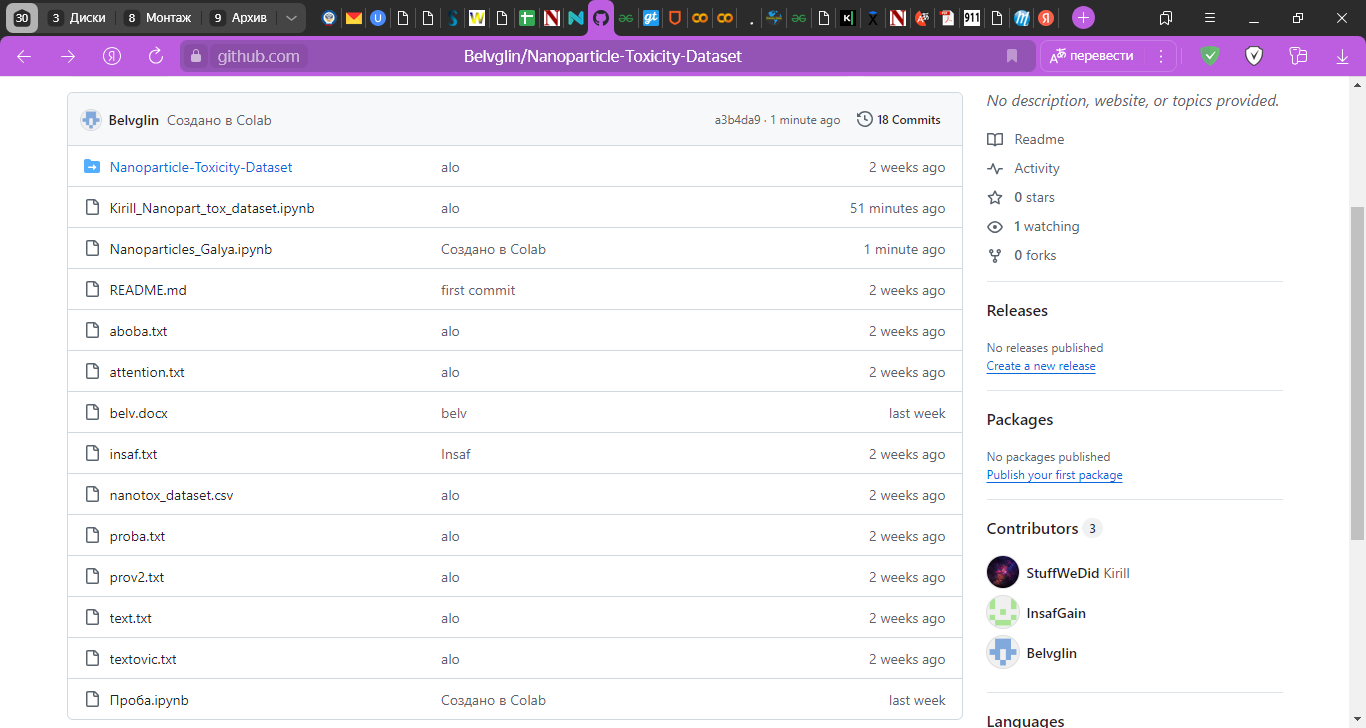 30 3 Диски 8 Монтаж 9 Архив
github.com Belvglin/Nanoparticle-Toxicity-Dataset перевести
Belvglin Создано в Colab a3b4da9 · 1 minute ago 18 Commits
Nanoparticle-Toxicity-Dataset alo 2 weeks ago
Kirill_Nanopart_tox_dataset.ipynb alo 51 minutes ago
Nanoparticles_Galya.ipynb Создано в Colab 1 minute ago
README.md first commit 2 weeks ago
aboba.txt alo 2 weeks ago
attention.txt alo 2 weeks ago
belv.docx belv last week
insaf.txt Insaf 2 weeks ago
nanotox_dataset.csv alo 2 weeks ago
proba.txt alo 2 weeks ago
prov2.txt alo 2 weeks ago
text.txt alo 2 weeks ago
textovic.txt alo 2 weeks ago
Проба.ipynb Создано в Colab last week
No description, website, or topics provided.
Readme
Activity
0 stars
1 watching
0 forks
Releases
No releases published
Create a new release
Packages
No packages published
Publish your first package
Contributors 3
StuffWeDid Kirill
InsafGain
Belvglin
Languages